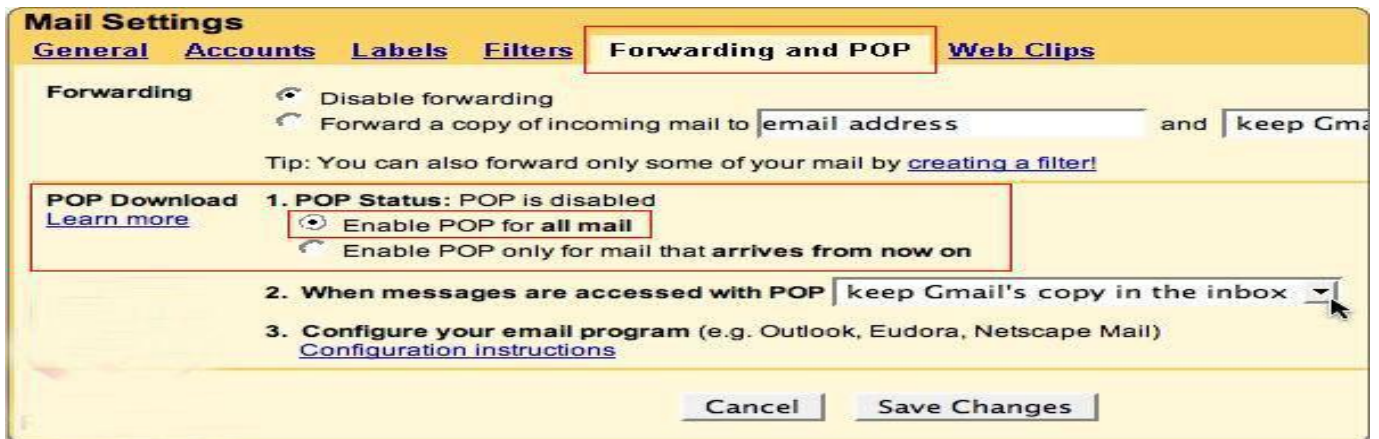 Mail Settings
General Accounts Labels Filters Forwarding and POP Web Clips
Forwarding Disable forwarding
Forward a copy of incoming mail to email address and keep Gma
Tip: You can also forward only some of your mail by creating a filter!
POP Download 1. POP Status: POP is disabled
Learn more Enable POP for all mail
Enable POP only for mail that arrives from now on
2. When messages are accessed with POP keep Gmail's copy in the inbox
3. Configure your email program (e.g. Outlook, Eudora, Netscape Mail)
Configuration instructions
Cancel Save Changes